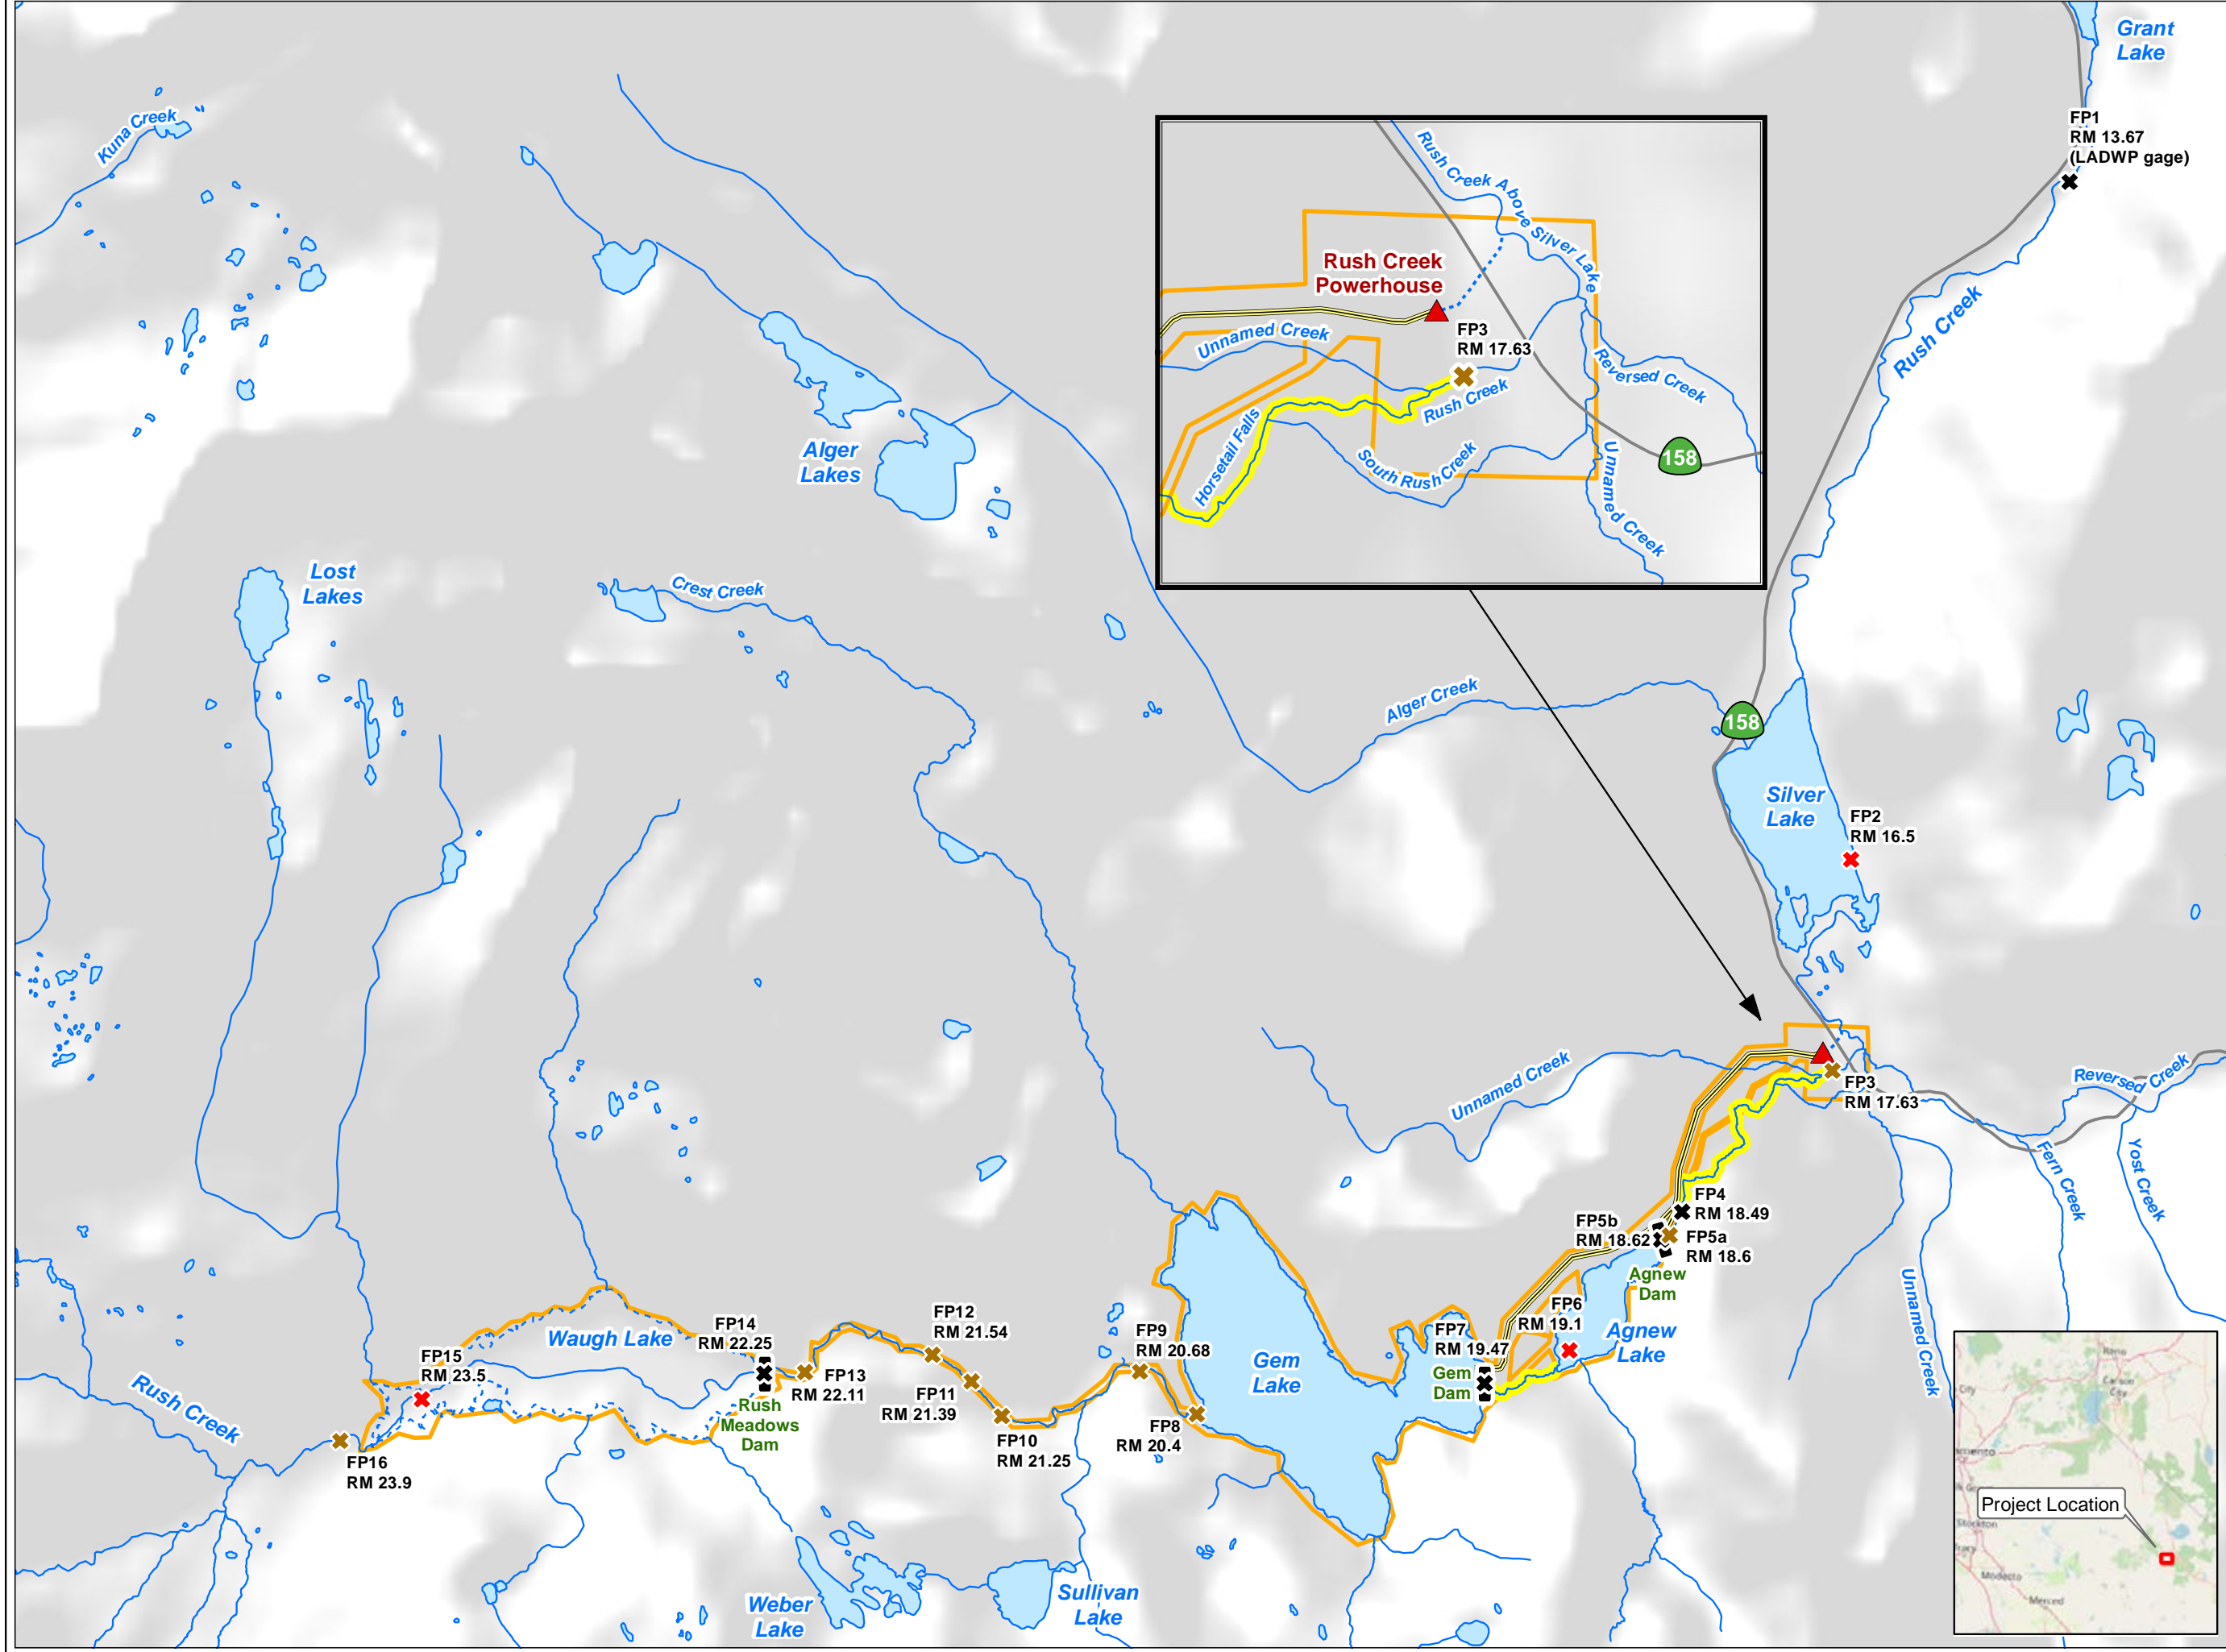 Grant
Lake
FP1
RM 13.67
(LADWP gage)
Kuna Creek
Rush Creek Above Silver Lake
Rush Creek
Powerhouse
FP3
RM 17.63
Unnamed Creek
Rush Creek
Reversed Creek
Horsetail Falls
South Rush Creek
Unnamed Creek
158
Rush Creek
Alger
Lakes
Lost
Lakes
Crest Creek
Alger Creek
158
Silver
Lake
FP2
RM 16.5
Unnamed Creek
Reversed Creek
FP3
RM 17.63
Fern Creek
Yost Creek
FP4
RM 18.49
FP5b
RM 18.62
FP5a
RM 18.6
Agnew
Dam
Unnamed Creek
FP6
RM 19.1
Agnew
Lake
FP7
RM 19.47
Gem
Dam
Gem
Lake
FP9
RM 20.68
FP8
RM 20.4
FP12
RM 21.54
FP11
RM 21.39
FP10
RM 21.25
FP14
RM 22.25
FP13
RM 22.11
Rush
Meadows
Dam
Waugh Lake
FP15
RM 23.5
Rush Creek
FP16
RM 23.9
Weber
Lake
Sullivan
Lake
Reno
Carson
City
City
Project Location
Stockton
Modesto
Merced